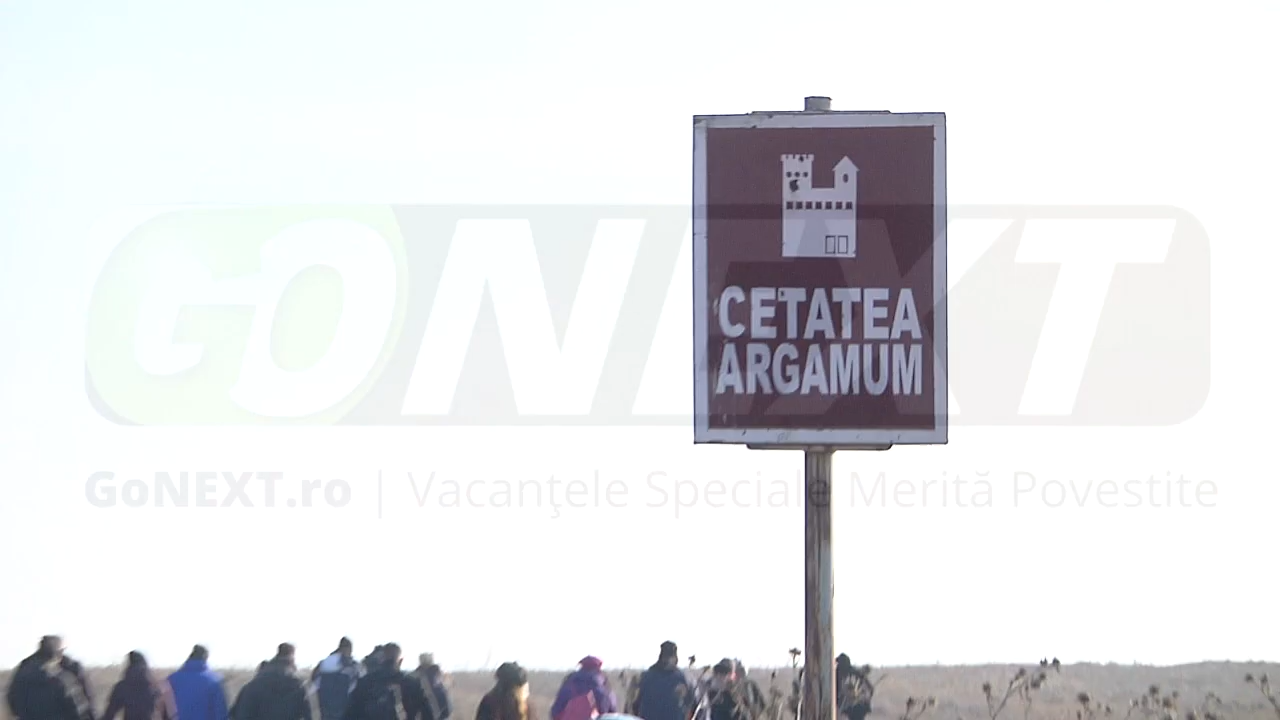 GoNEXT
CETATEA
ARGAMUM
GoNEXT.ro | Vacanţele Speciale Merită Povestite